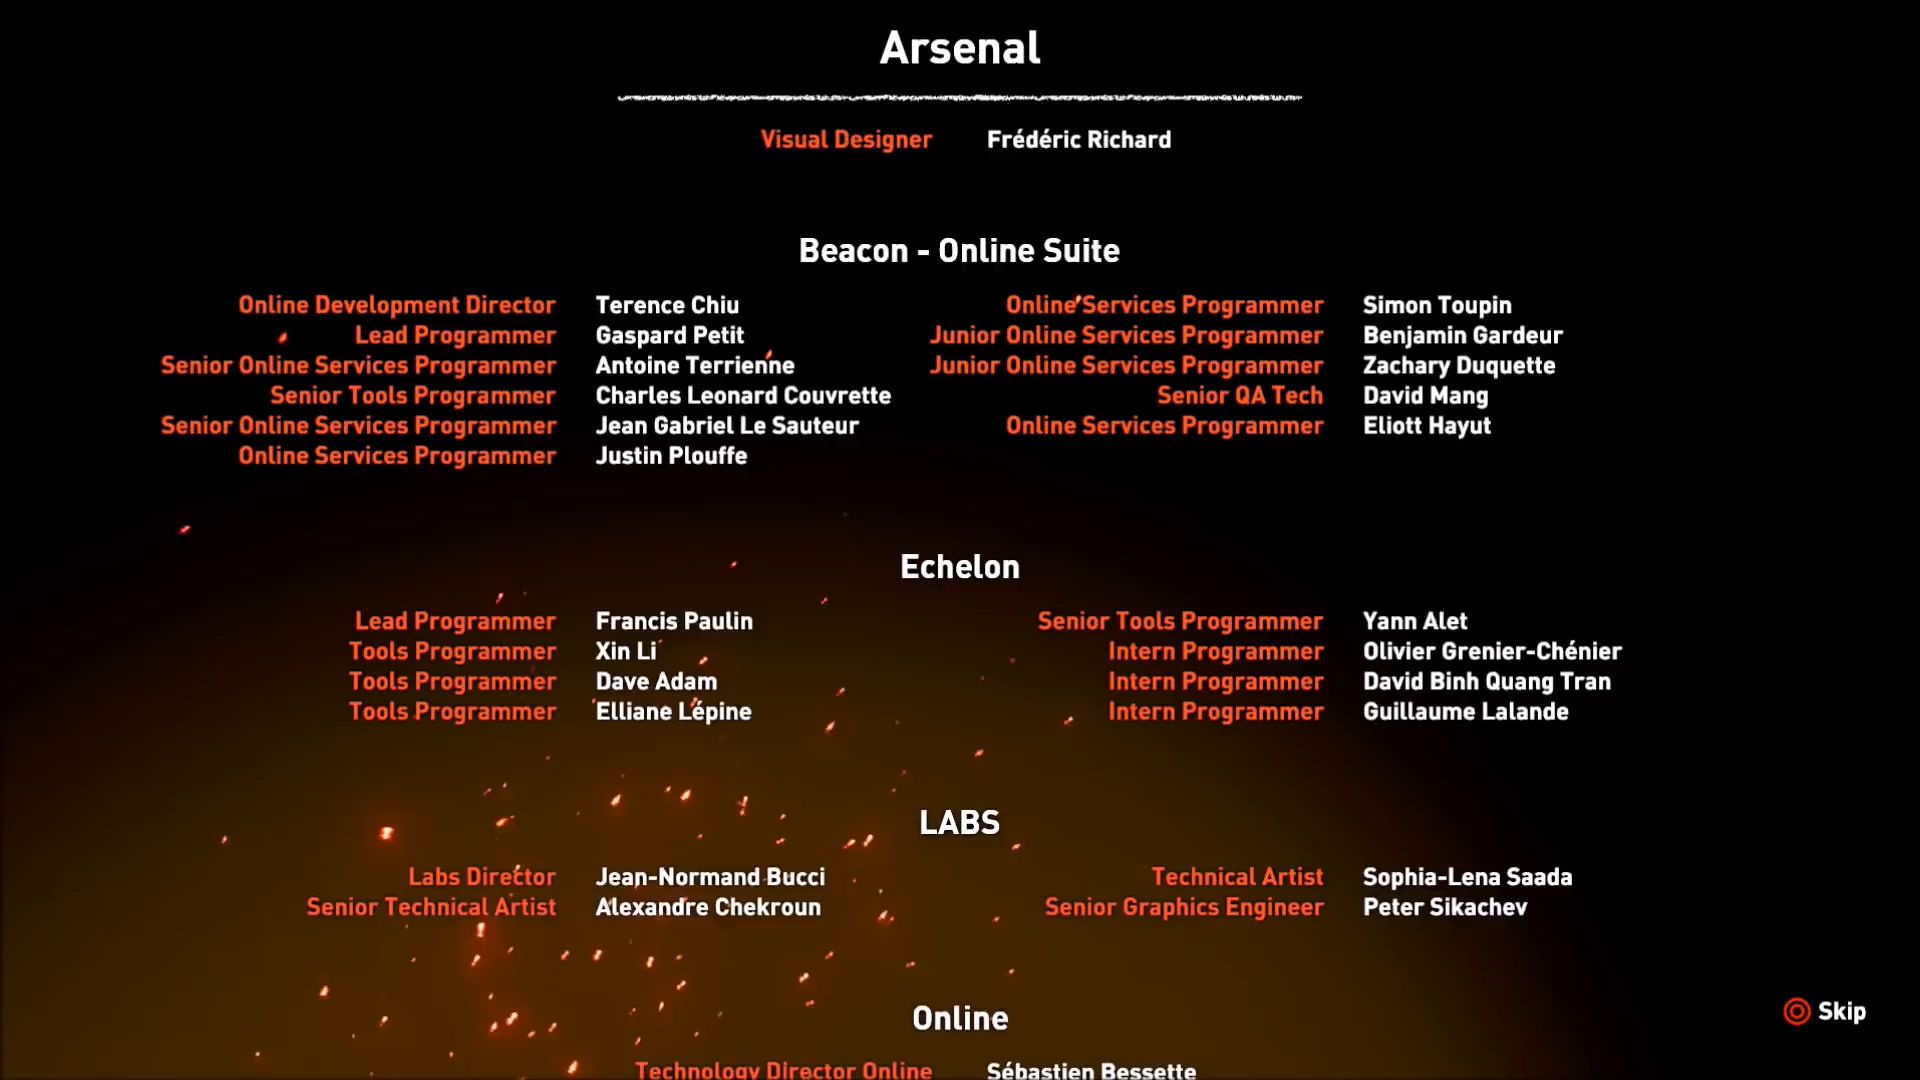 Arsenal
Visual Designer Frédéric Richard
Beacon - Online Suite
Online Development Director Terence Chiu Online Services Programmer Simon Toupin
Lead Programmer Gaspard Petit Junior Online Services Programmer Benjamin Gardeur
Senior Online Services Programmer Antoine Terrienne Junior Online Services Programmer Zachary Duquette
Senior Tools Programmer Charles Leonard Couvrette Senior QA Tech David Mang
Senior Online Services Programmer Jean Gabriel Le Sauteur Online Services Programmer Eliott Hayut
Online Services Programmer Justin Plouffe
Echelon
Lead Programmer Francis Paulin Senior Tools Programmer Yann Alet
Tools Programmer Xin Li Intern Programmer Olivier Grenier-Chénier
Tools Programmer Dave Adam Intern Programmer David Binh Quang Tran
Tools Programmer Elliane Lépine Intern Programmer Guillaume Lalande
LABS
Labs Director Jean-Normand Bucci Technical Artist Sophia-Lena Saada
Senior Technical Artist Alexandre Chekroun Senior Graphics Engineer Peter Sikachev
Online
Skip
Technology Director Online Sébastien Bessette